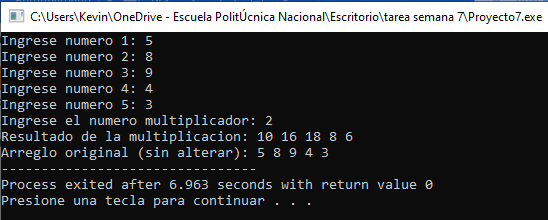 C:\Users\Kevin\OneDrive - Escuela PolitÚcnica Nacional\Escritorio\tarea semana 7\Proyecto7.exe
Ingrese numero 1: 5
Ingrese numero 2: 8
Ingrese numero 3: 9
Ingrese numero 4: 4
Ingrese numero 5: 3
Ingrese el numero multiplicador: 2
Resultado de la multiplicacion: 10 16 18 8 6
Arreglo original (sin alterar): 5 8 9 4 3
--------------------------------
Process exited after 6.963 seconds with return value 0
Presione una tecla para continuar . . .